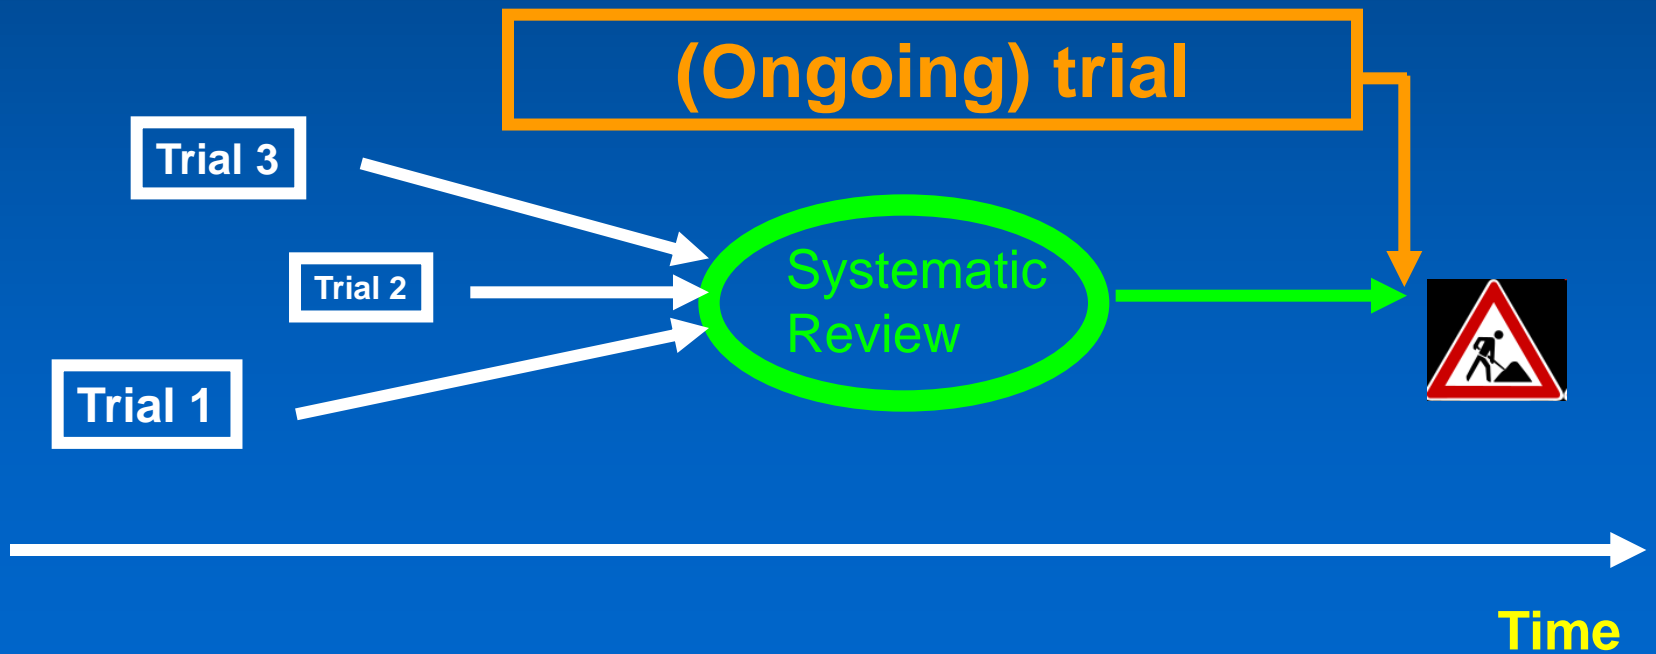 (Ongoing) trial
Trial 3
Trial 2
Systematic
Review
Trial 1
Time